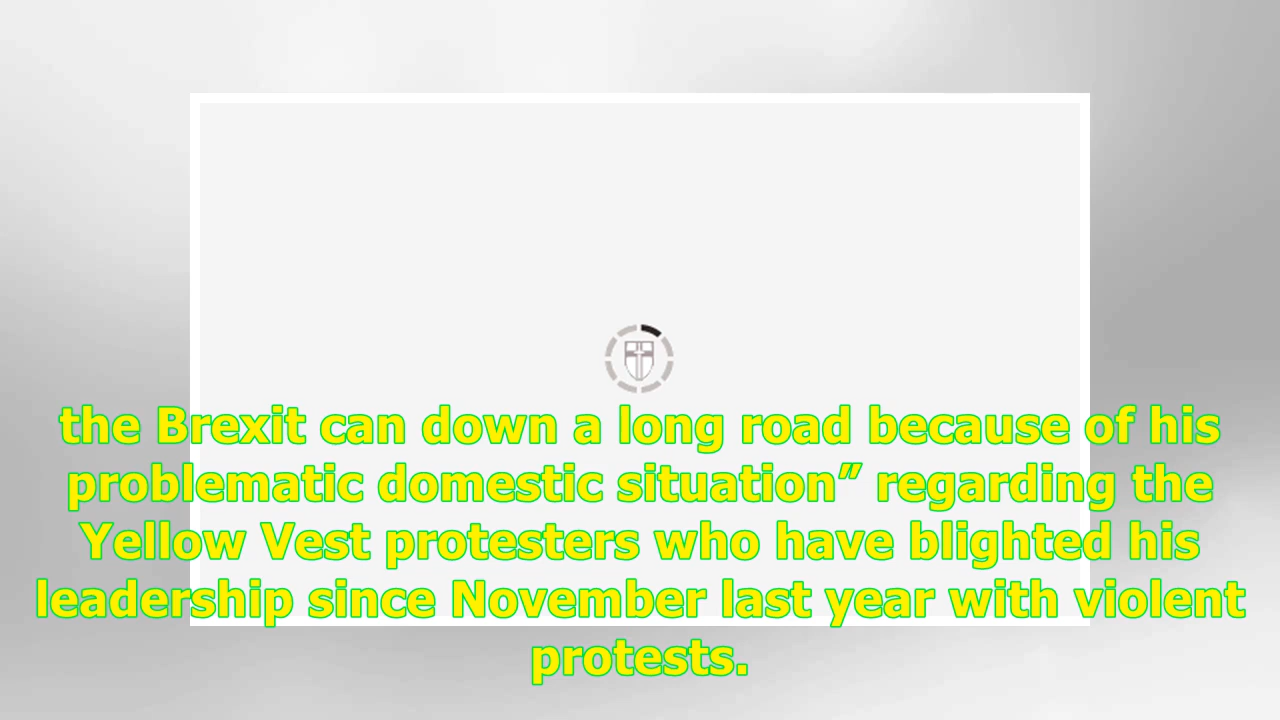 the Brexit can down a long road because of his
problematic domestic situation” regarding the
Yellow Vest protesters who have blighted his
leadership since November last year with violent
protests.